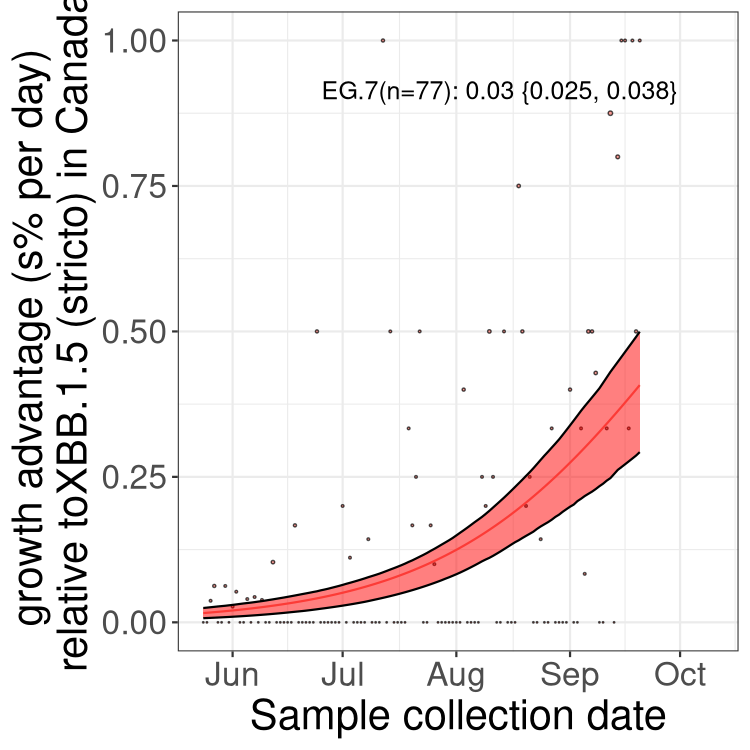 growth advantage (s% per day)
relative toXBB.1.5 (stricto) in Canada
1.00
0.75
0.50
0.25
0.00
EG.7(n=77): 0.03 {0.025, 0.038}
Jun Jul Aug Sep Oct
Sample collection date